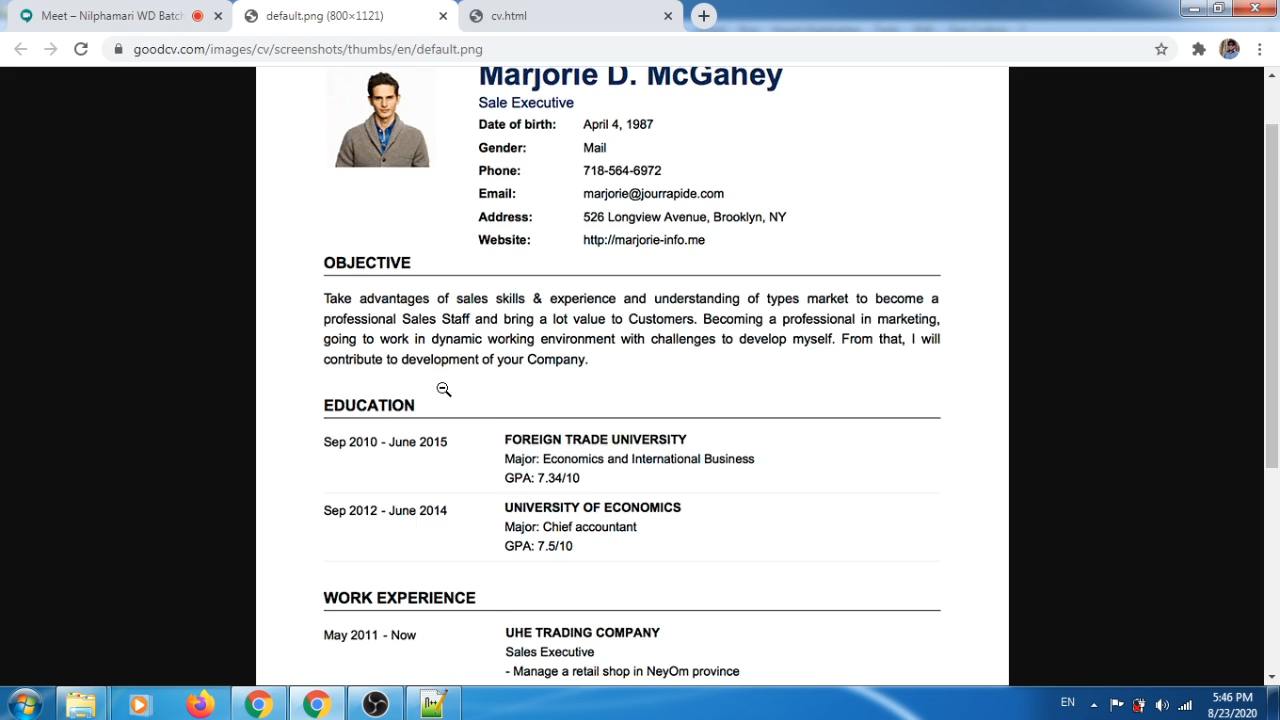 Meet – Nilphamari WD Batch
default.png (800×1121)
cv.html
goodcv.com/images/cv/screenshots/thumbs/en/default.png
Marjorie D. McGahey
Sale Executive
Date of birth: April 4, 1987
Gender: Mail
Phone: 718-564-6972
Email: marjorie@jourrapide.com
Address: 526 Longview Avenue, Brooklyn, NY
Website: http://marjorie-info.me
OBJECTIVE
Take advantages of sales skills & experience and understanding of types market to become a
professional Sales Staff and bring a lot value to Customers. Becoming a professional in marketing,
going to work in dynamic working environment with challenges to develop myself. From that, I will
contribute to development of your Company.
EDUCATION
Sep 2010 - June 2015 FOREIGN TRADE UNIVERSITY
Major: Economics and International Business
GPA: 7.34/10
Sep 2012 - June 2014 UNIVERSITY OF ECONOMICS
Major: Chief accountant
GPA: 7.5/10
WORK EXPERIENCE
May 2011 - Now UHE TRADING COMPANY
Sales Executive
- Manage a retail shop in NeyOm province
EN
5:46 PM
8/23/2020